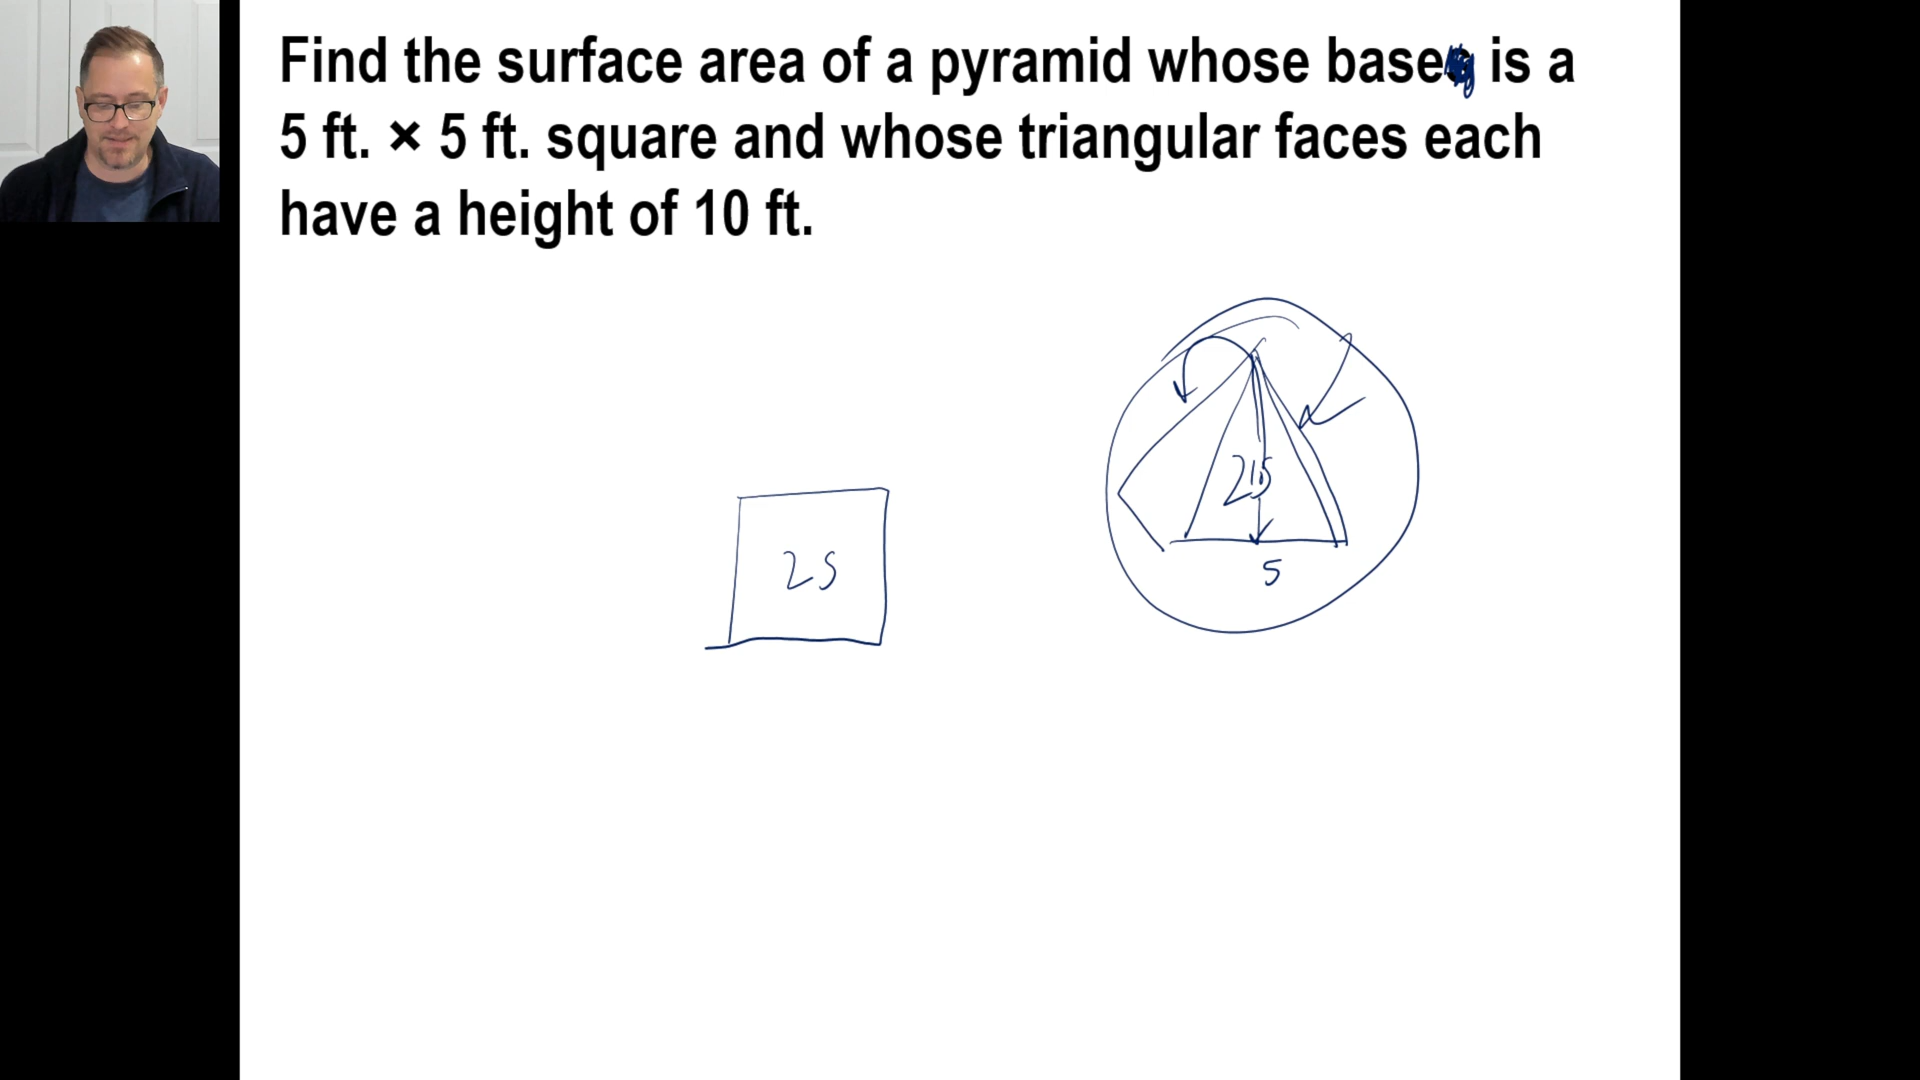 Find the surface area of a pyramid whose base is a
5 ft. × 5 ft. square and whose triangular faces each
have a height of 10 ft.
25
25
5